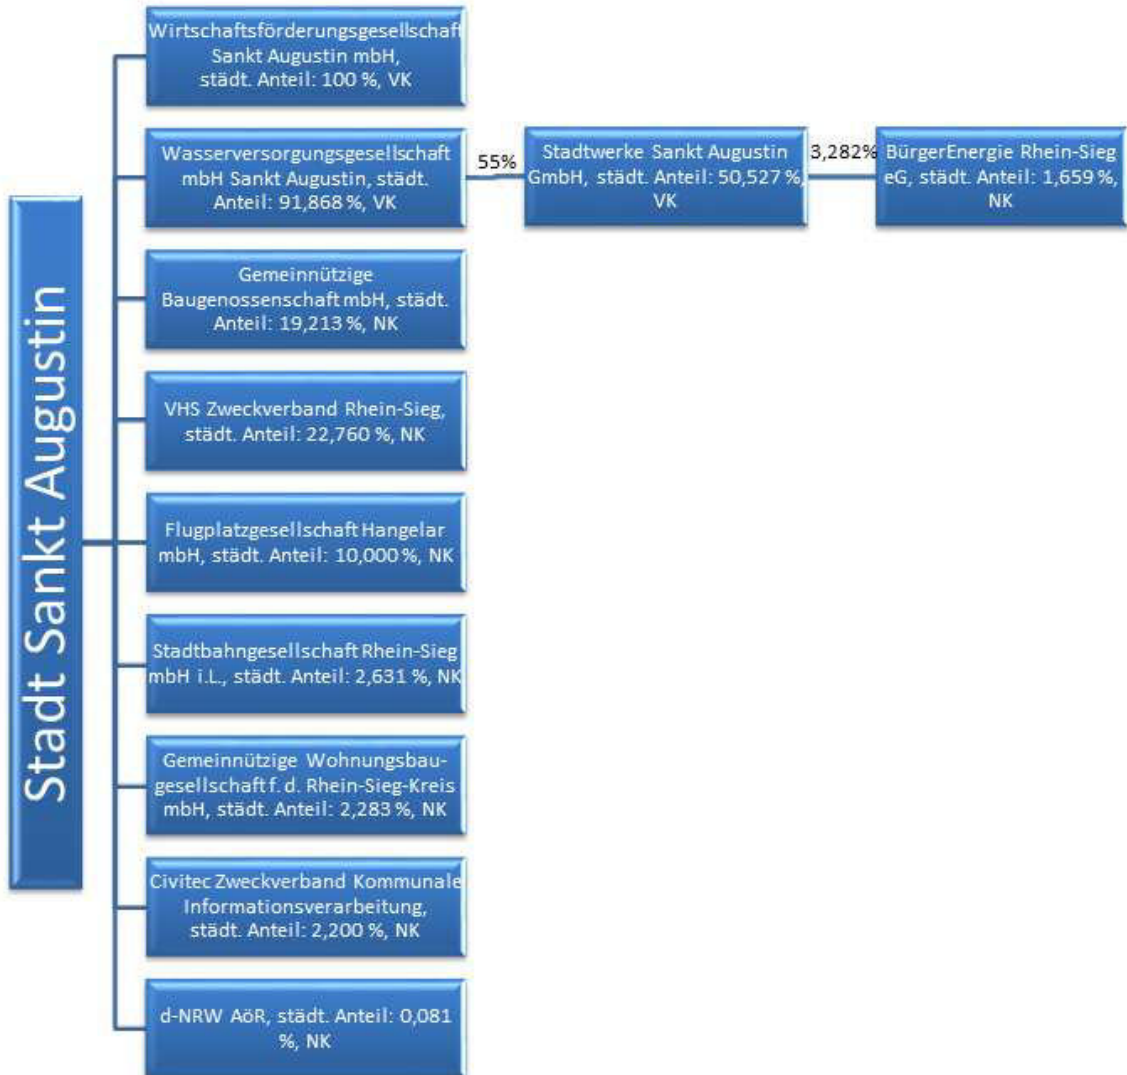 Stadt Sankt Augustin
Wirtschaftsförderungsgesellschaft
Sankt Augustin mbH,
städt. Anteil: 100 %, VK
Wasserversorgungsgesellschaft
mbH Sankt Augustin, städt.
Anteil: 91,868 %, VK
55%
Stadtwerke Sankt Augustin
GmbH, städt. Anteil: 50,527 %,
VK
3,282%
BürgerEnergie Rhein-Sieg
eG, städt. Anteil: 1,659 %,
NK
Gemeinnützige
Baugenossenschaft mbH, städt.
Anteil: 19,213 %, NK
VHS Zweckverband Rhein-Sieg,
städt. Anteil: 22,760 %, NK
Flugplatzgesellschaft Hangelar
mbH, städt. Anteil: 10,000 %, NK
Stadtbahngesellschaft Rhein-Sieg
mbH i.L., städt. Anteil: 2,631 %, NK
Gemeinnützige Wohnungsbau-
gesellschaft f. d. Rhein-Sieg-Kreis
mbH, städt. Anteil: 2,283 %, NK
Civitec Zweckverband Kommunale
Informationsverarbeitung,
städt. Anteil: 2,200 %, NK
d-NRW AöR, städt. Anteil: 0,081
%, NK